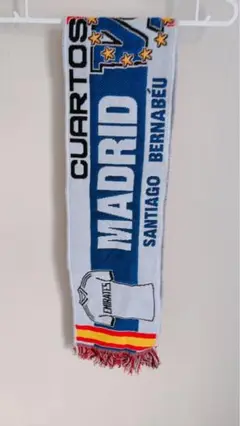 CUARTOS
MADRID
SANTIAGO BERNABÉU
EMIRATES